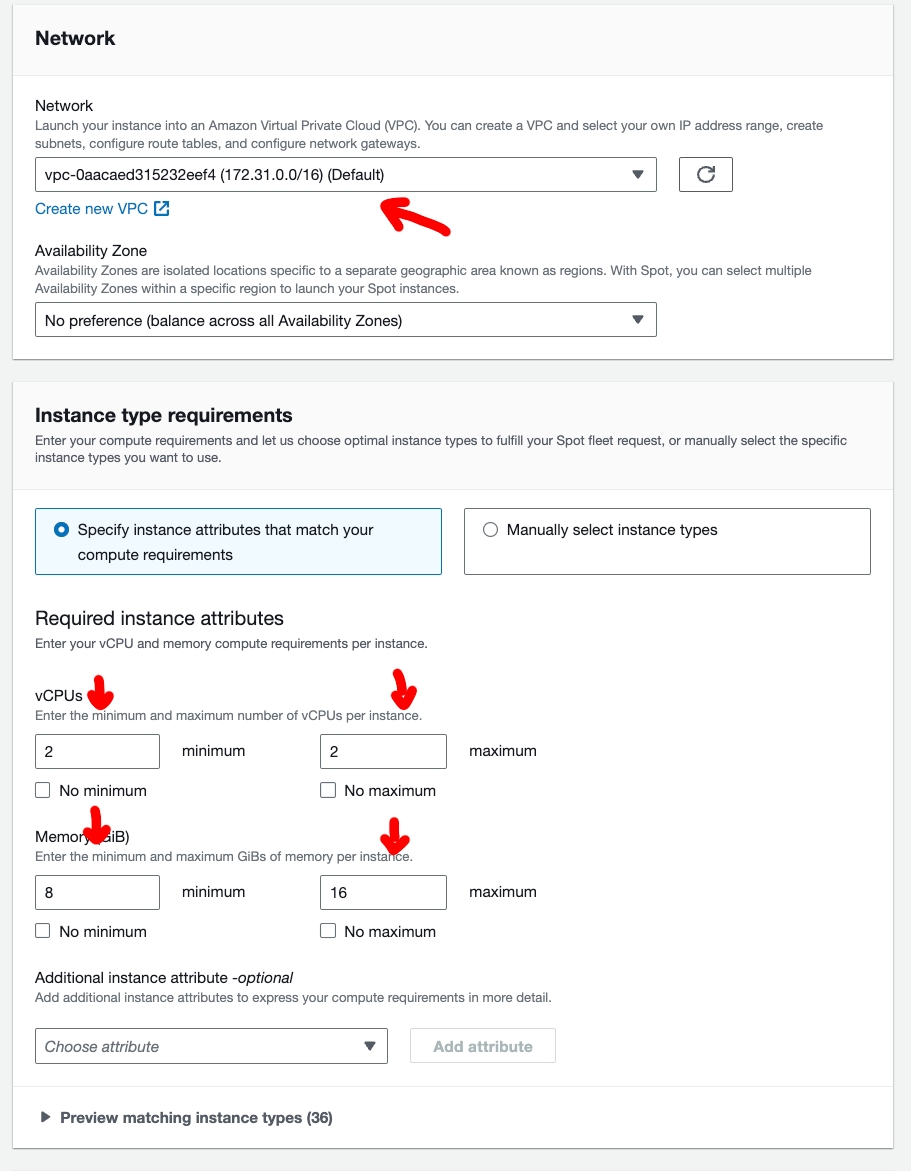 Network
Network
Launch your instance into an Amazon Virtual Private Cloud (VPC). You can create a VPC and select your own IP address range, create
subnets, configure route tables, and configure network gateways.
vpc-0aacaed315232eef4 (172.31.0.0/16) (Default)
Create new VPC
Availability Zone
Availability Zones are isolated locations specific to a separate geographic area known as regions. With Spot, you can select multiple
Availability Zones within a specific region to launch your Spot instances.
No preference (balance across all Availability Zones)
Instance type requirements
Enter your compute requirements and let us choose optimal instance types to fulfill your Spot fleet request, or manually select the specific
instance types you want to use.
Specify instance attributes that match your
compute requirements
Manually select instance types
Required instance attributes
Enter your vCPU and memory compute requirements per instance.
vCPUs
Enter the minimum and maximum number of vCPUs per instance.
2 minimum 2 maximum
No minimum No maximum
Memory (GiB)
Enter the minimum and maximum GiBs of memory per instance.
8 minimum 16 maximum
No minimum No maximum
Additional instance attribute -optional
Add additional instance attributes to express your compute requirements in more detail.
Choose attribute Add attribute
Preview matching instance types (36)